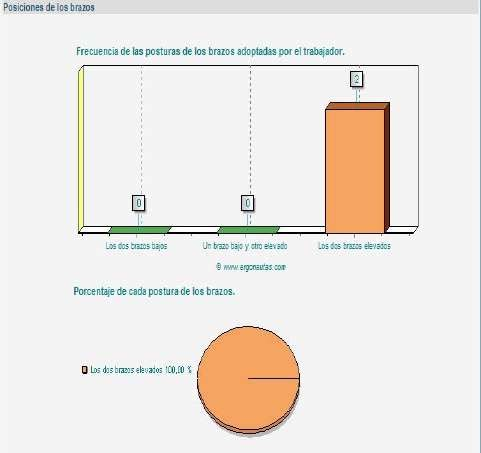 Posiciones de los brazos
Frecuencia de las posturas de los brazos adoptadas por el trabajador.
2
0
0
Los dos brazos bajos
Un brazo bajo y otro elevado
Los dos brazos elevados
© www.ergonautas.com
Porcentaje de cada postura de los brazos.
Los dos brazos elevados 100,00 %